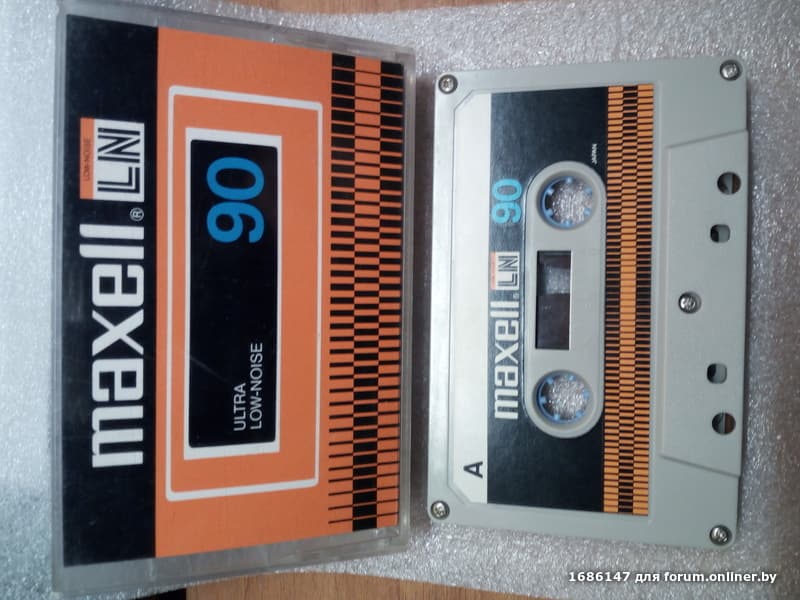 maxell®
LN
LOW-NOISE
90
ULTRA
LOW-NOISE
A
maxell®
LN
90
JAPAN
1686147 для forum.onliner.by